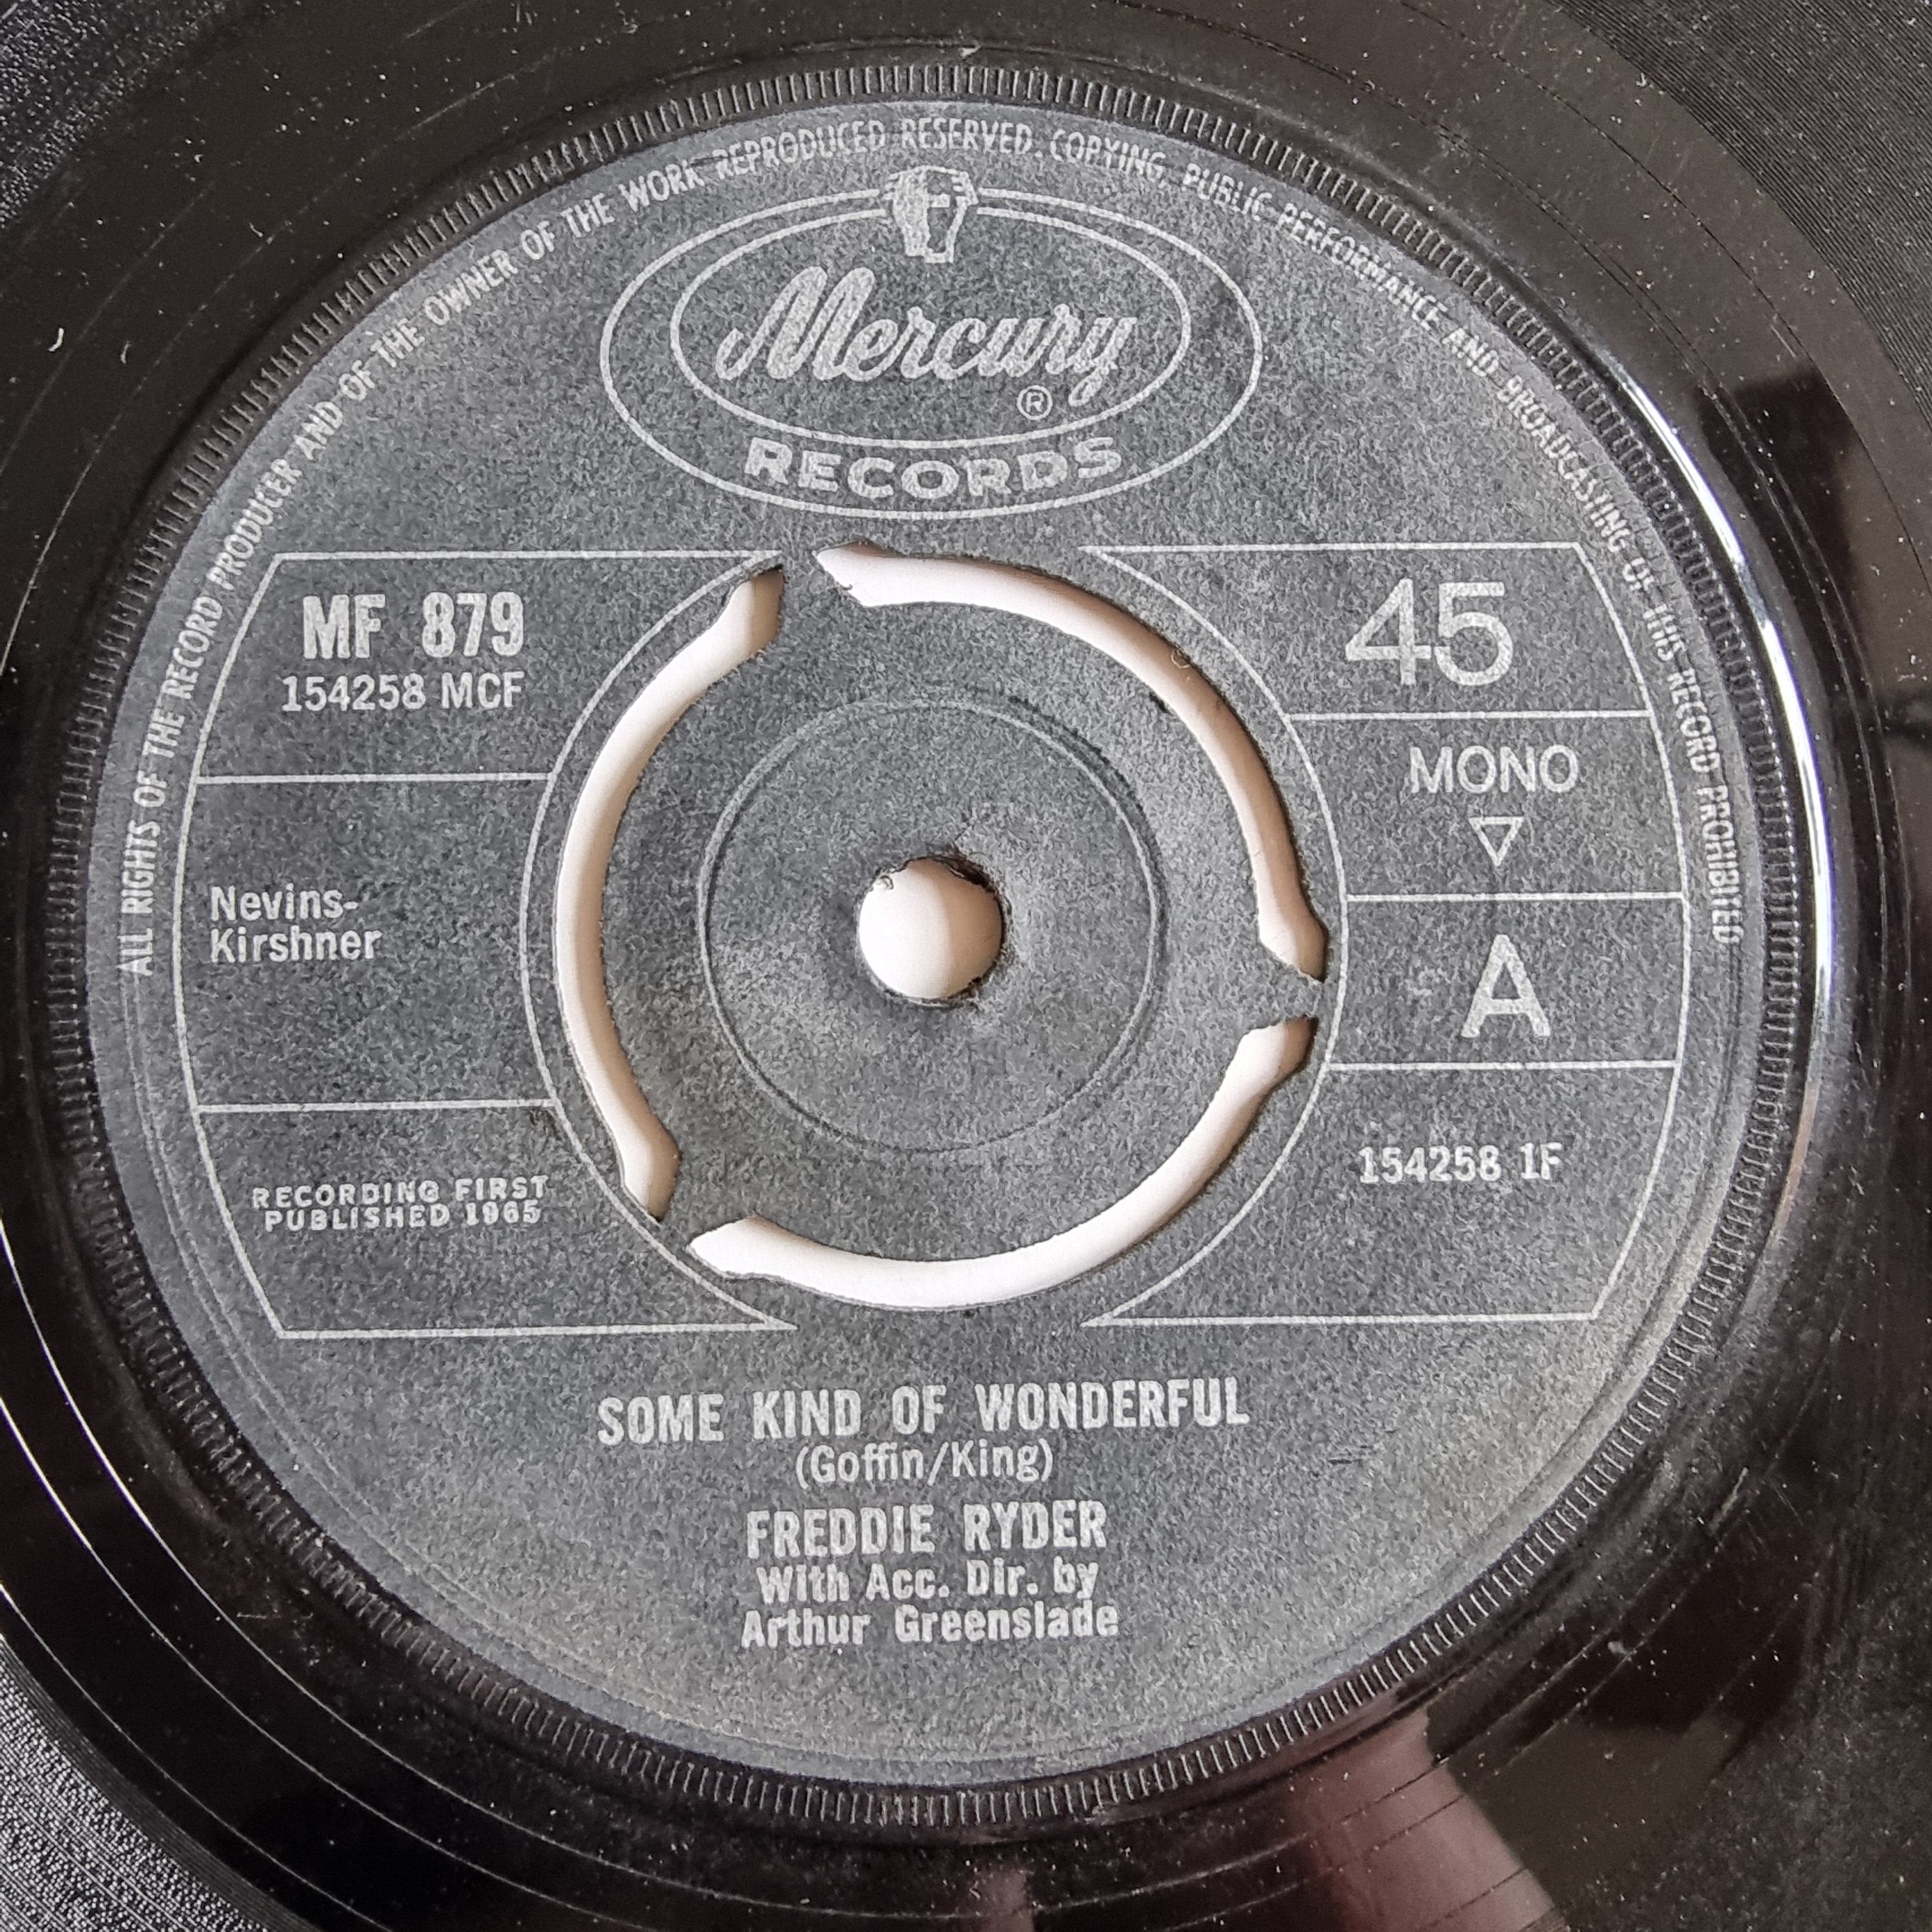 ALL RIGHTS OF THE RECORD PRODUCER AND OF THE OWNER OF THE WORK REPRODUCED RESERVED. COPYING, PUBLIC PERFORMANCE AND BROADCASTING OF THIS RECORD PROHIBITED
Mercury
®
RECORDS
MF 879
154258 MCF
45
MONO
Nevins-
Kirshner
A
RECORDING FIRST
PUBLISHED 1965
154258 1F
SOME KIND OF WONDERFUL
(Goffin/King)
FREDDIE RYDER
With Acc. Dir. by
Arthur Greenslade